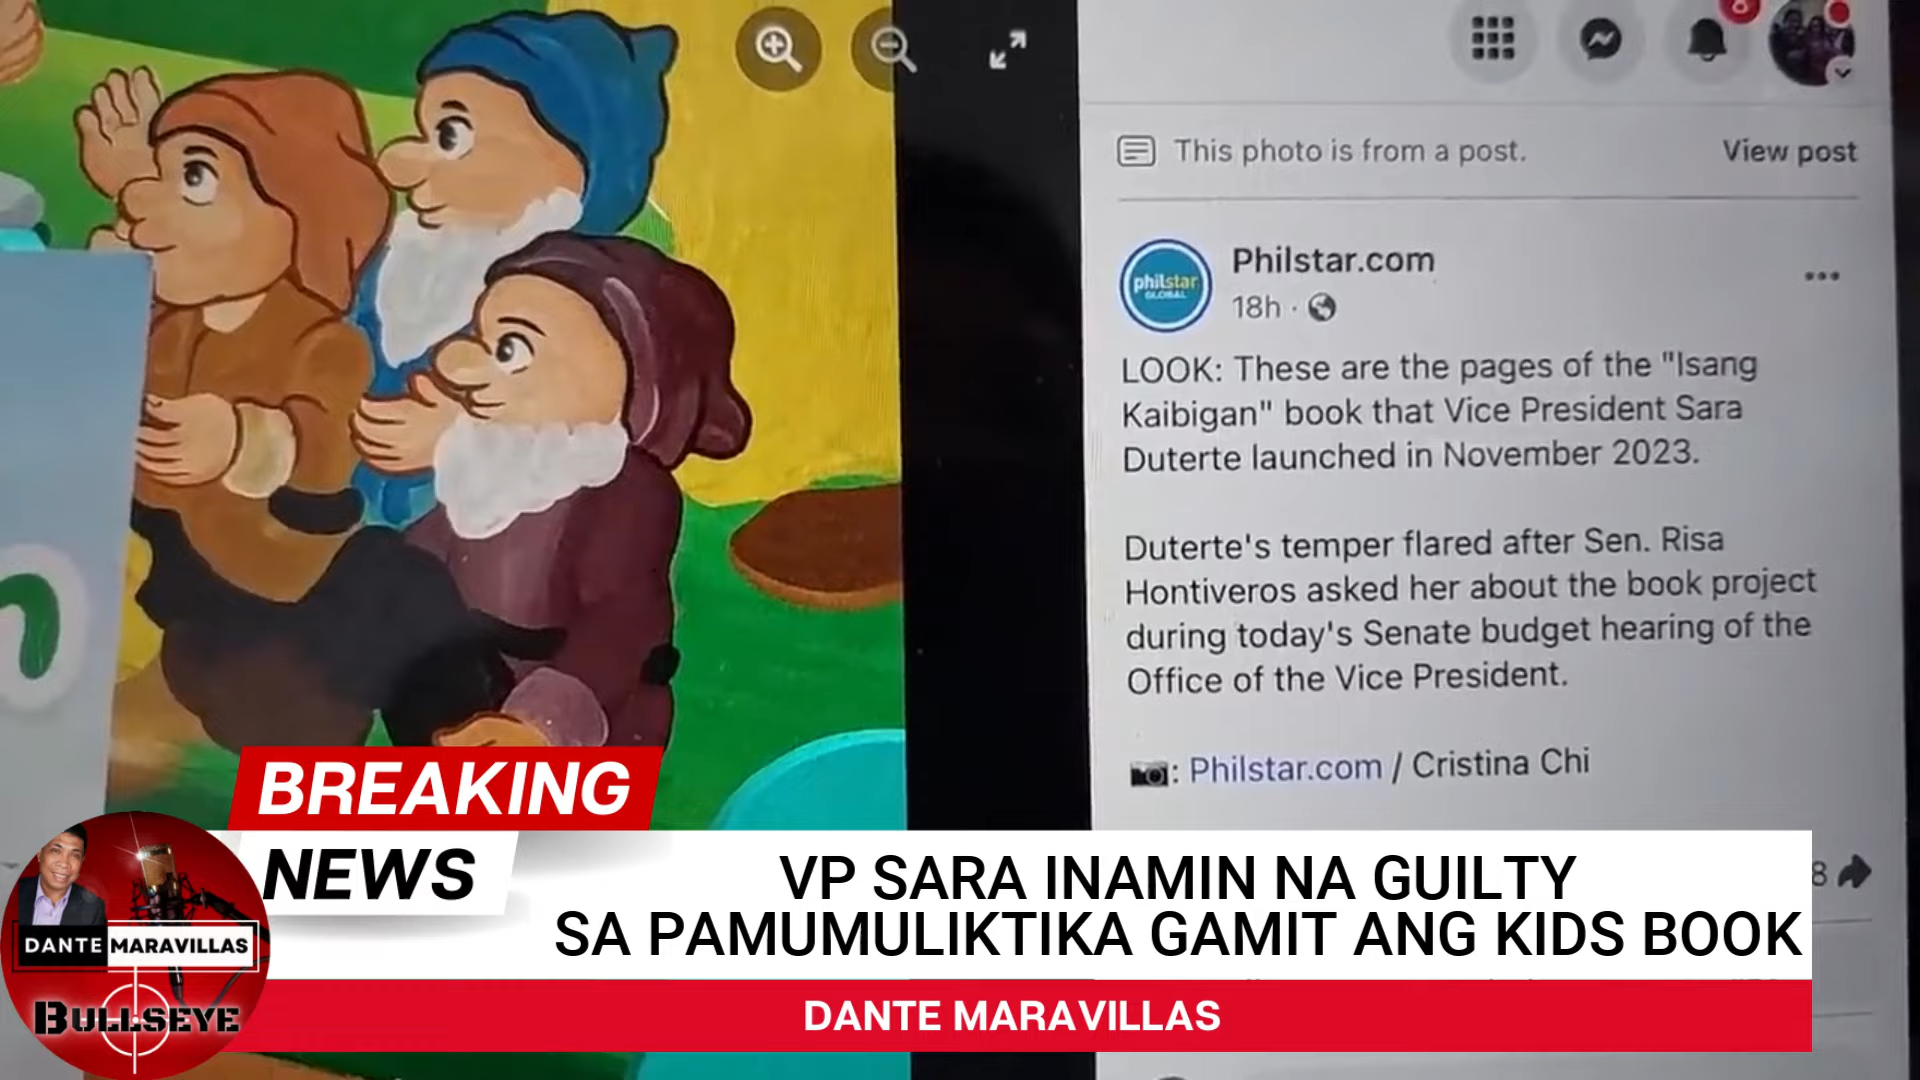 This photo is from a post.
View post
philstar
GLOBAL
Philstar.com
18h ·
LOOK: These are the pages of the "Isang
Kaibigan" book that Vice President Sara
Duterte launched in November 2023.
Duterte's temper flared after Sen. Risa
Hontiveros asked her about the book project
during today's Senate budget hearing of the
Office of the Vice President.
: Philstar.com / Cristina Chi
8
BREAKING
NEWS
VP SARA INAMIN NA GUILTY
SA PAMUMULIKTIKA GAMIT ANG KIDS BOOK
DANTE MARAVILLAS
DANTE MARAVILLAS
BULLSEYE